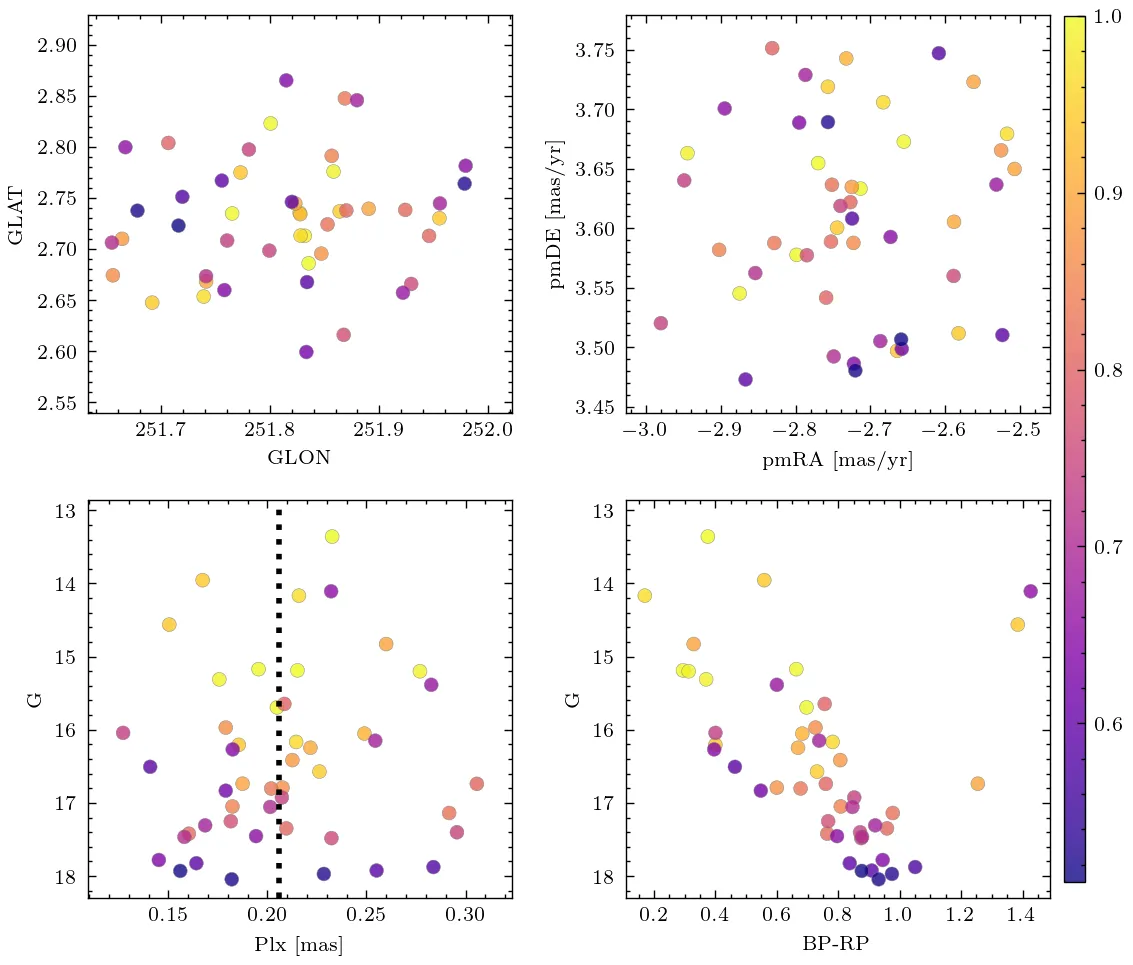 2.90
2.85
2.80
2.75
2.70
2.65
2.60
2.55
GLAT
251.7 251.8 251.9 252.0
GLON
3.75
3.70
3.65
3.60
3.55
3.50
3.45
pmDE [mas/yr]
−3.0 −2.9 −2.8 −2.7 −2.6 −2.5
pmRA [mas/yr]
1.0
0.9
0.8
0.7
0.6
13
14
15
16
17
18
G
0.15 0.20 0.25 0.30
Plx [mas]
13
14
15
16
17
18
G
0.2 0.4 0.6 0.8 1.0 1.2 1.4
BP-RP